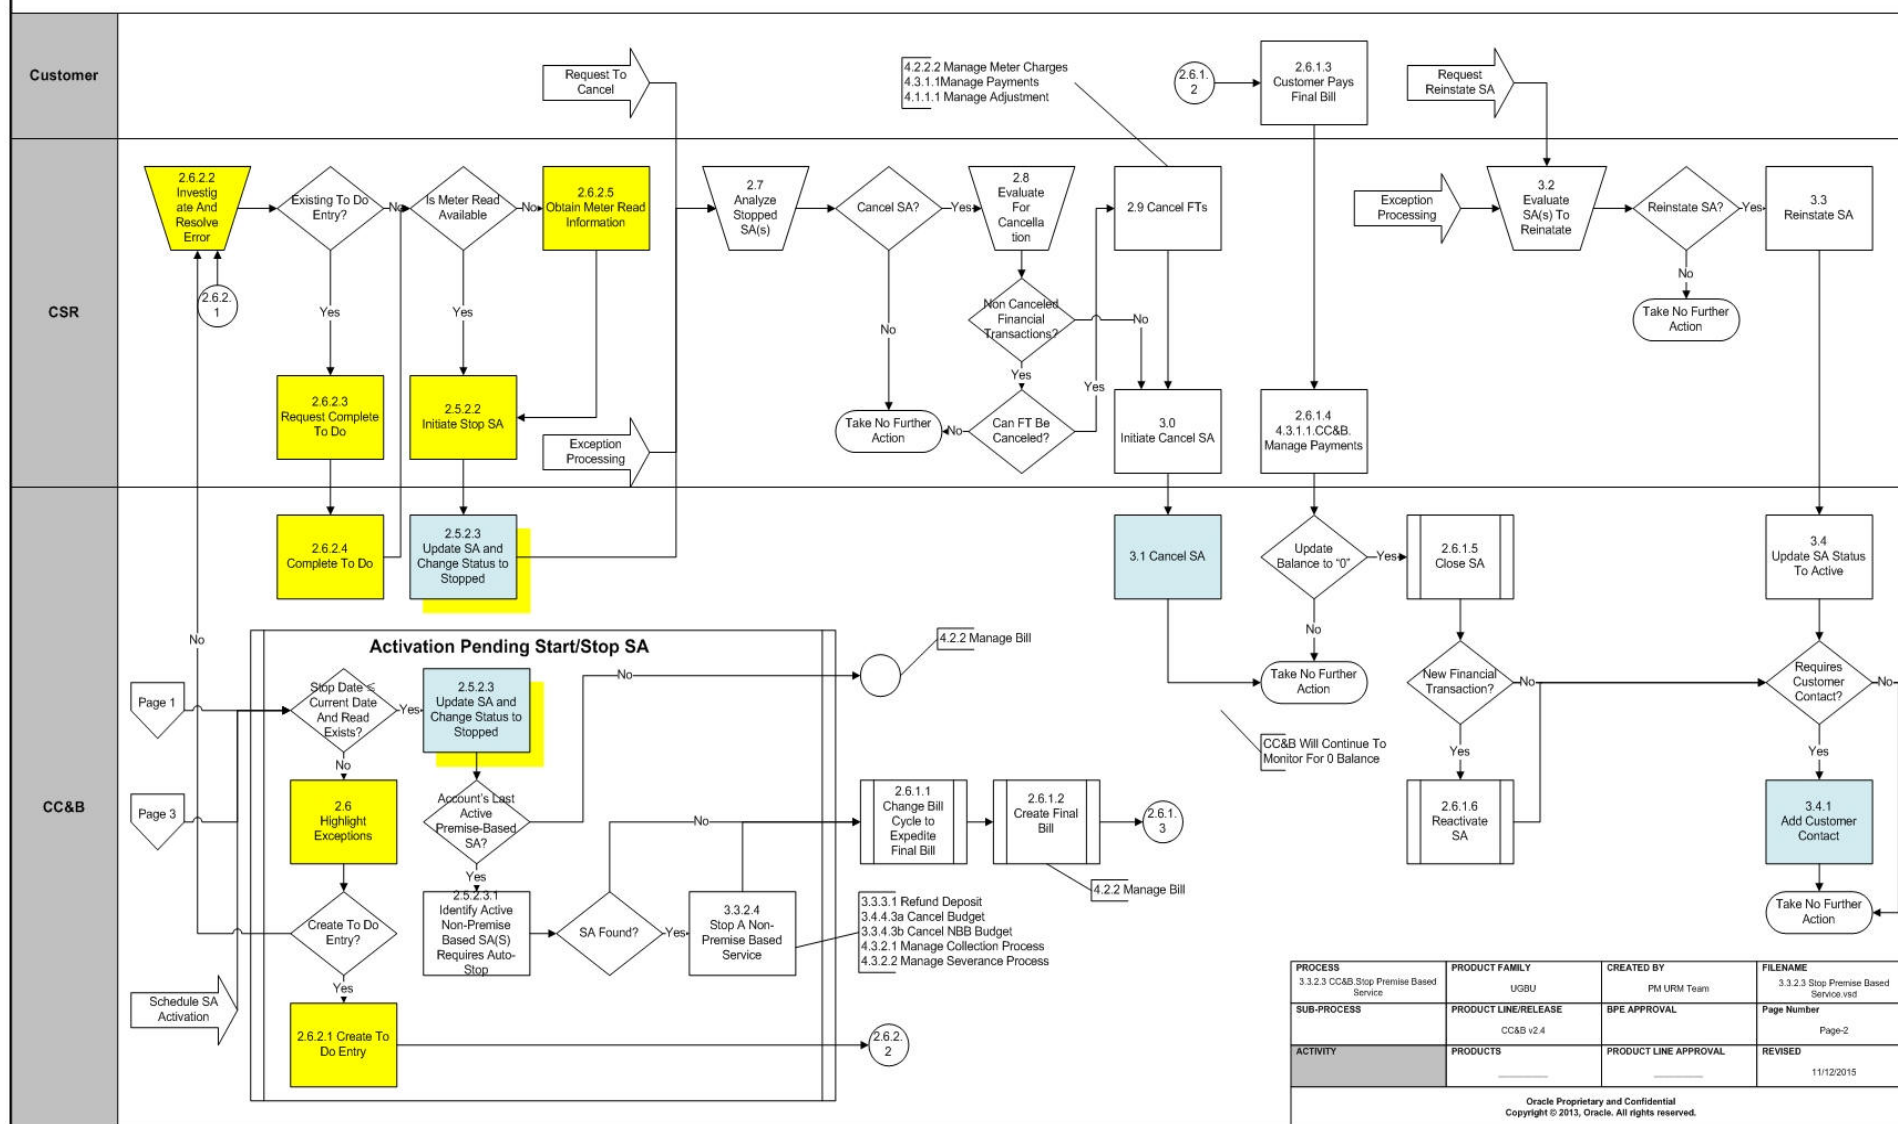 Customer
Request To
Cancel
4.2.2.2 Manage Meter Charges
4.3.1.1Manage Payments
4.1.1.1 Manage Adjustment
2.6.1.
2
2.6.1.3
Customer Pays
Final Bill
Request
Reinstate SA
CSR
2.6.2.2
Investig
ate And
Resolve
Error
2.6.2.
1
Existing To Do
Entry?
No
Yes
Is Meter Read
Available
No
Yes
2.6.2.5
Obtain Meter Read
Information
2.6.2.3
Request Complete
To Do
2.5.2.2
Initiate Stop SA
Exception
Processing
2.7
Analyze
Stopped
SA(s)
Cancel SA?
Yes
No
Take No Further
Action
2.8
Evaluate
For
Cancella
tion
Non Canceled
Financial
Transactions?
No
Yes
Can FT Be
Canceled?
No
Yes
2.9 Cancel FTs
3.0
Initiate Cancel SA
2.6.1.4
4.3.1.1.CC&B.
Manage Payments
Exception
Processing
3.2
Evaluate
SA(s) To
Reinatate
Reinstate SA?
Yes
No
Take No Further
Action
3.3
Reinstate SA
CC&B
2.6.2.4
Complete To Do
2.5.2.3
Update SA and
Change Status to
Stopped
3.1 Cancel SA
Update
Balance to "0"
Yes
No
Take No Further
Action
CC&B Will Continue To
Monitor For 0 Balance
2.6.1.5
Close SA
New Financial
Transaction?
No
Yes
2.6.1.6
Reactivate
SA
3.4
Update SA Status
To Active
Requires
Customer
Contact?
No
Yes
3.4.1
Add Customer
Contact
Take No Further
Action
No
Page 1
Page 3
Schedule SA
Activation
Activation Pending Start/Stop SA
Stop Date ≤
Current Date
And Read
Exists?
Yes
No
2.5.2.3
Update SA and
Change Status to
Stopped
No
4.2.2 Manage Bill
2.6
Highlight
Exceptions
Account's Last
Active
Premise-Based
SA?
Yes
Create To Do
Entry?
Yes
2.5.2.3.1
Identify Active
Non-Premise
Based SA(S)
Requires Auto-
Stop
SA Found?
No
Yes
3.3.2.4
Stop A Non-
Premise Based
Service
2.6.1.1
Change Bill
Cycle to
Expedite
Final Bill
2.6.1.2
Create Final
Bill
2.6.1.
3
4.2.2 Manage Bill
3.3.3.1 Refund Deposit
3.4.4.3a Cancel Budget
3.3.4.3b Cancel NBB Budget
4.3.2.1 Manage Collection Process
4.3.2.2 Manage Severance Process
2.6.2.1 Create To
Do Entry
2.6.2.
2
PROCESS
3.3.2.3 CC&B.Stop Premise Based
Service
PRODUCT FAMILY
UGBU
CREATED BY
PM URM Team
FILENAME
3.3.2.3 Stop Premise Based
Service.vsd
SUB-PROCESS
PRODUCT LINE/RELEASE
CC&B v2.4
BPE APPROVAL
Page Number
Page-2
ACTIVITY
PRODUCTS
PRODUCT LINE APPROVAL
REVISED
11/12/2015
Oracle Proprietary and Confidential
Copyright © 2013, Oracle. All rights reserved.